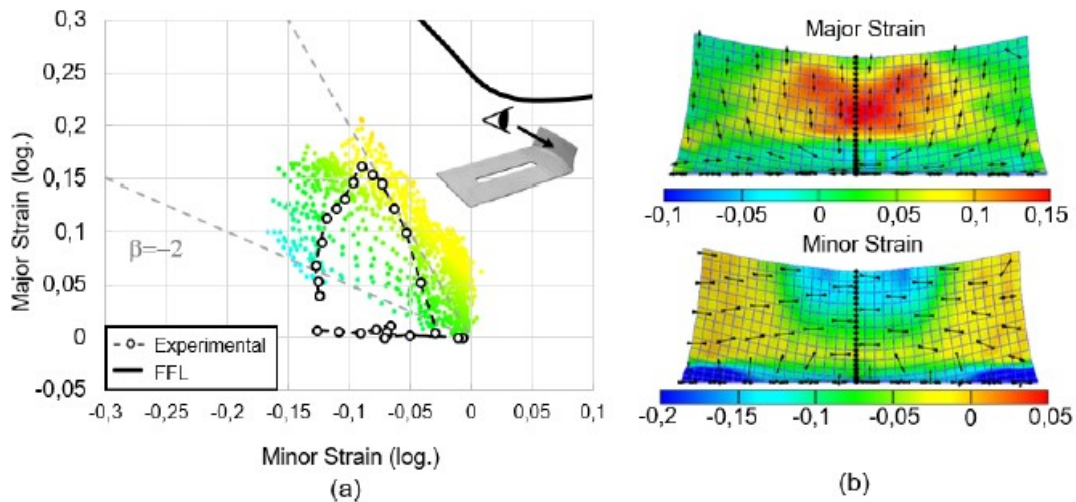 0,3
0,25
0,2
0,15
0,1
0,05
0
-0,05
Major Strain (log.)
β=–2
Experimental
FFL
-0,3 -0,2 -0,15 -0,1 -0,05 0 0,05 0,1
Minor Strain (log.)
(a)
Major Strain
-0,1 -0,05 0 0,05 0,1 0,15
Minor Strain
-0,2 -0,15 -0,1 -0,05 0 0,05
(b)